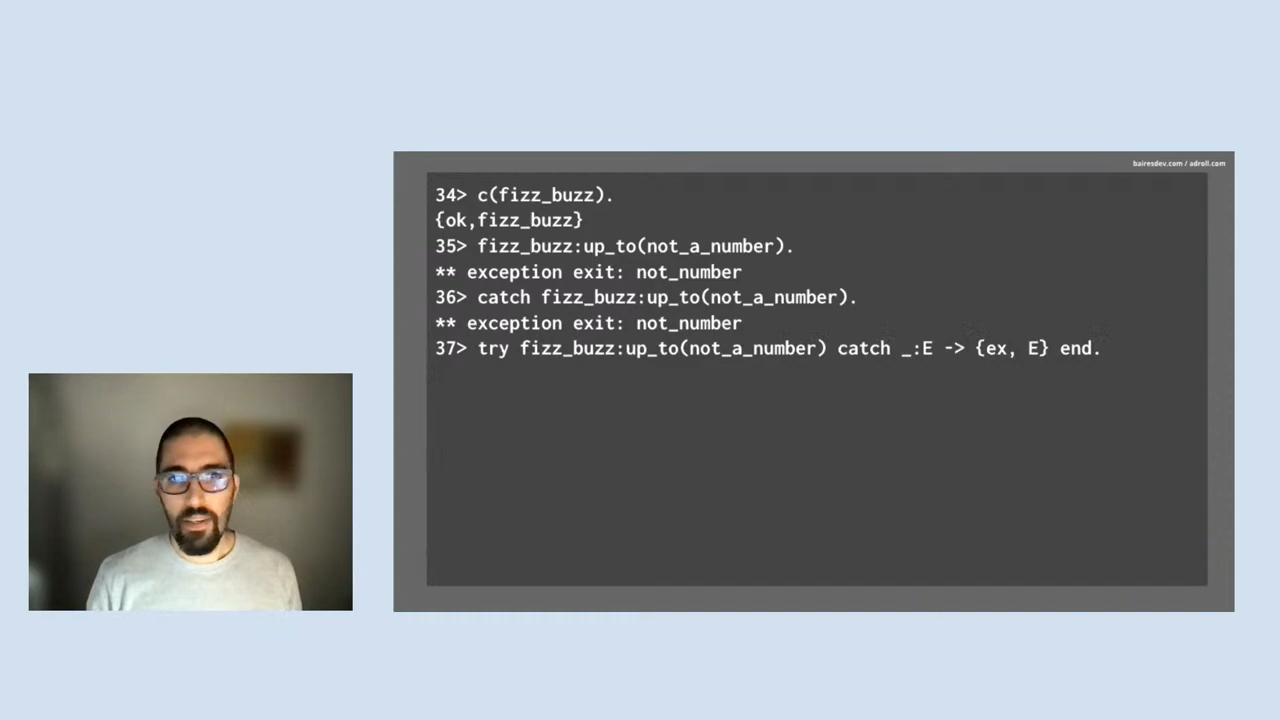 bairesdev.com / adroll.com
34> c(fizz_buzz).
{ok,fizz_buzz}
35> fizz_buzz:up_to(not_a_number).
** exception exit: not_number
36> catch fizz_buzz:up_to(not_a_number).
** exception exit: not_number
37> try fizz_buzz:up_to(not_a_number) catch _:E -> {ex, E} end.